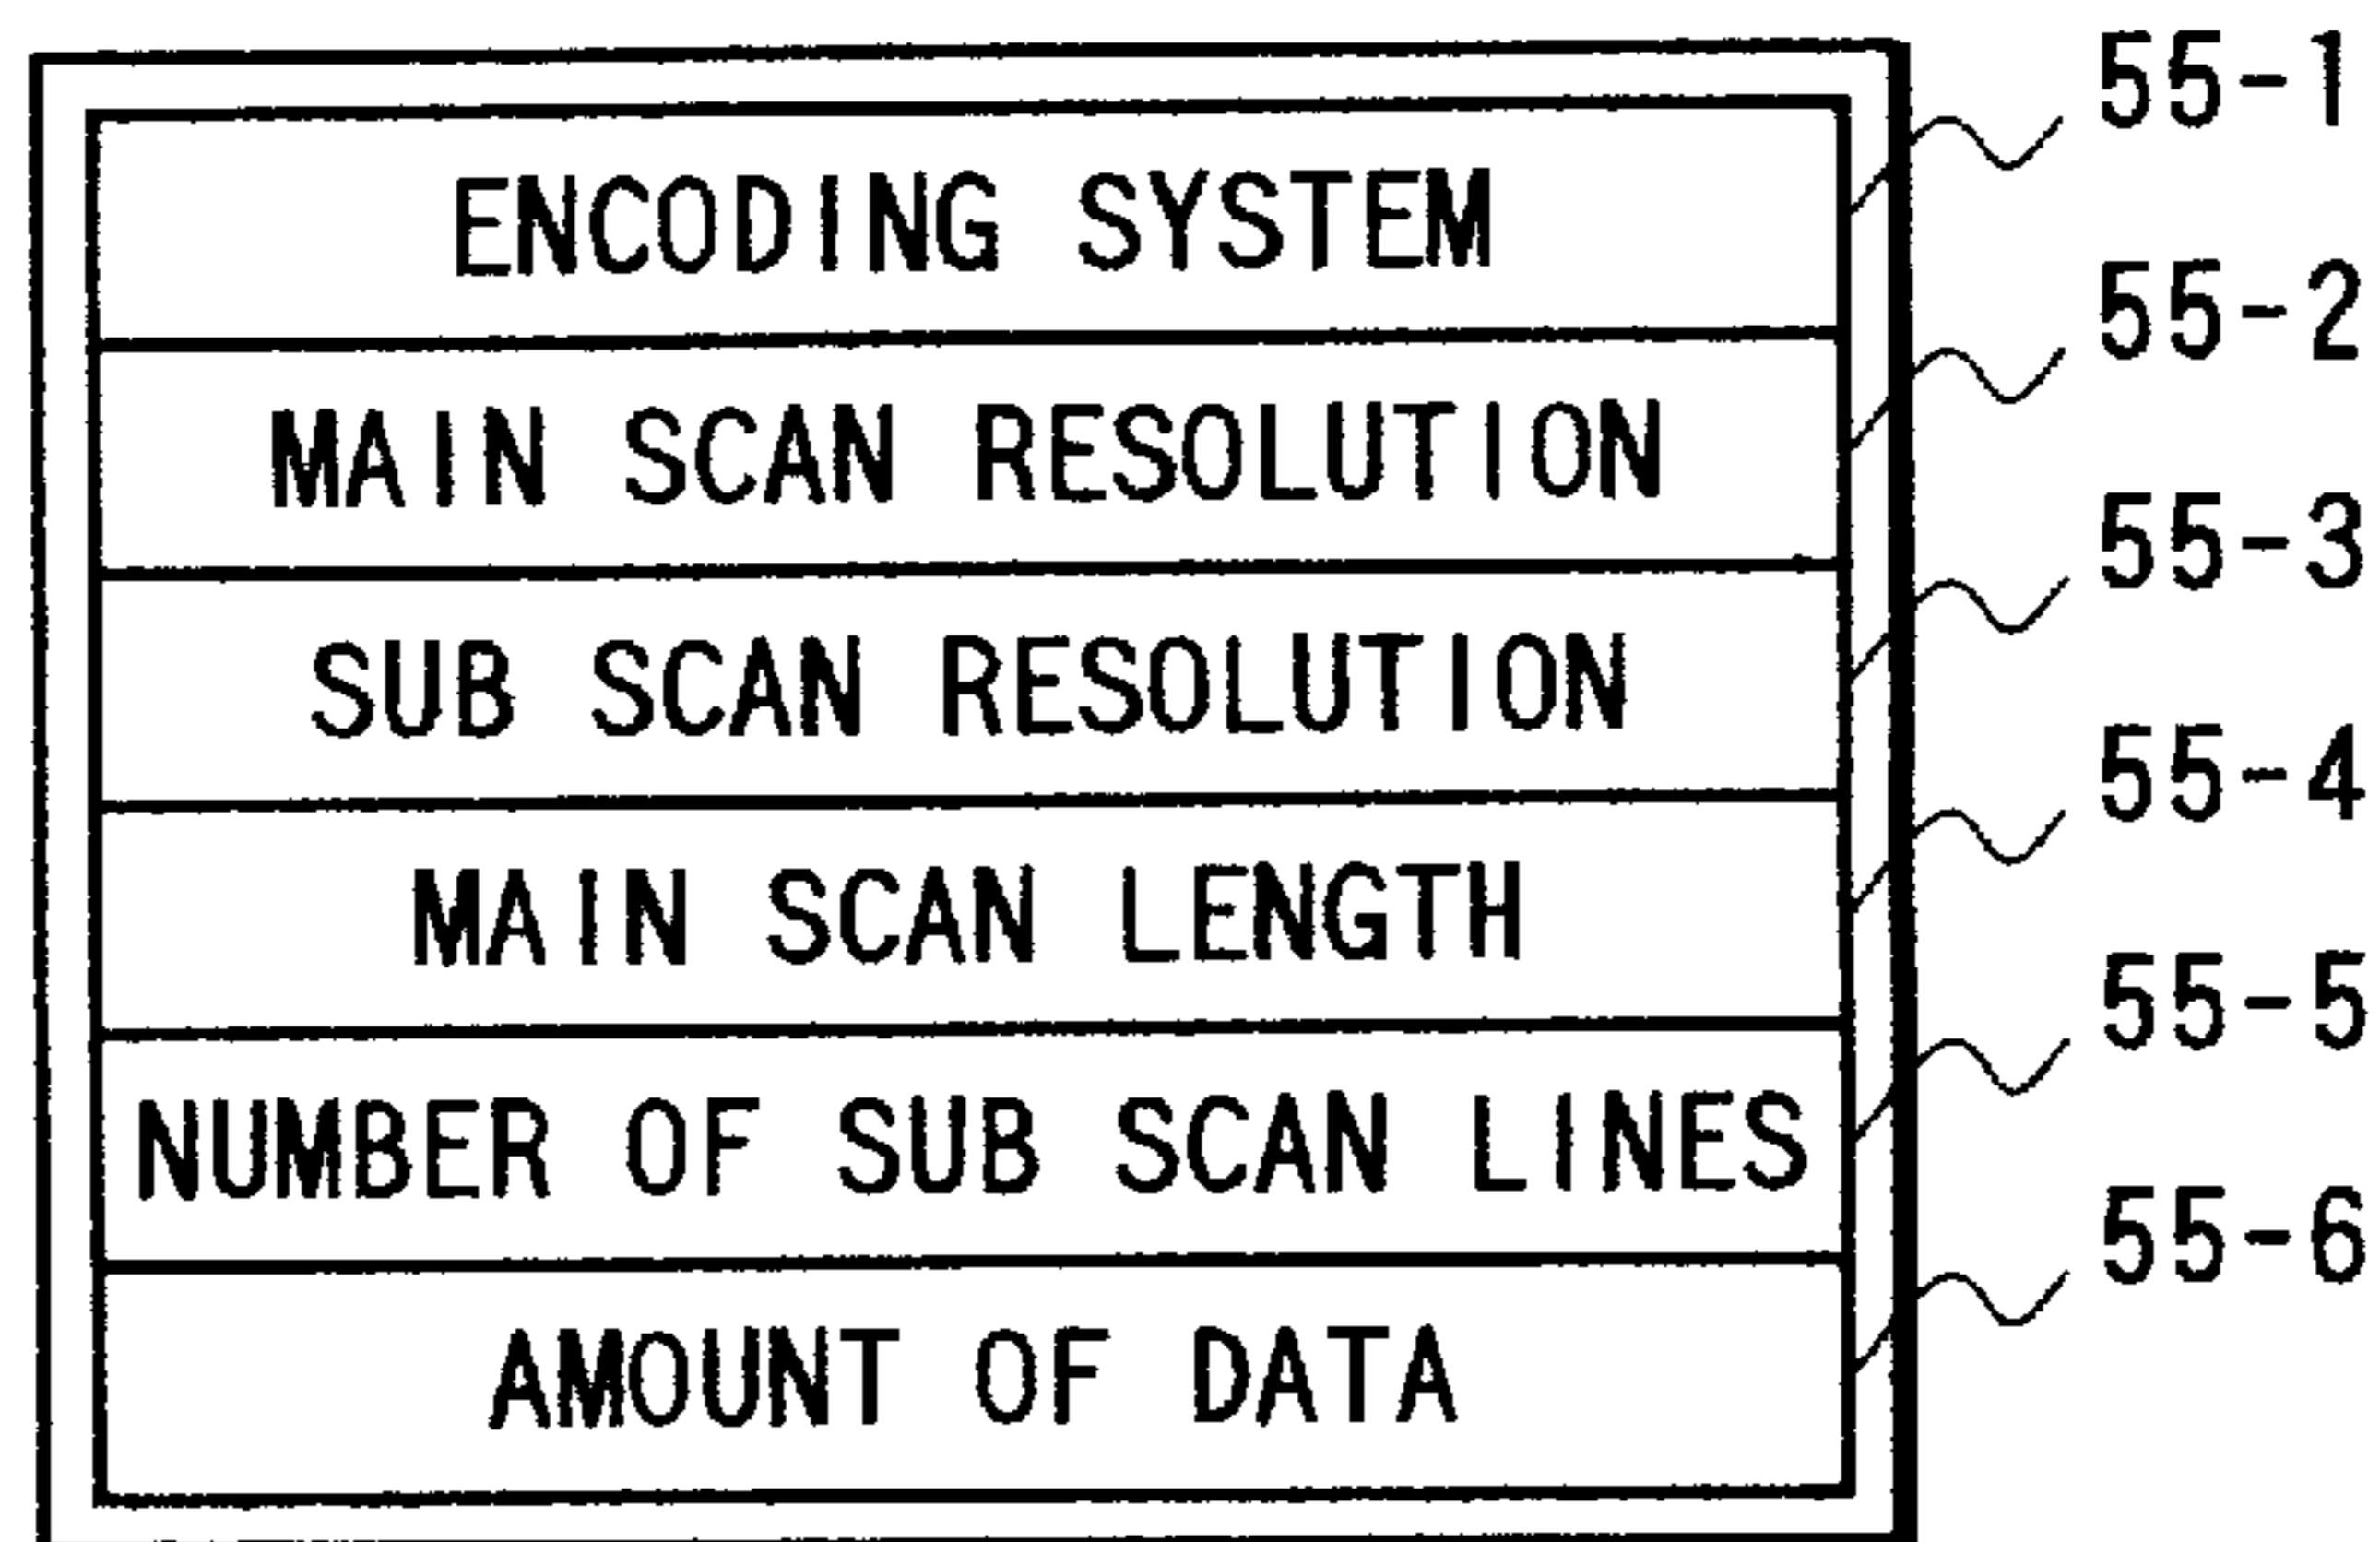 55-1
ENCODING SYSTEM
55-2
MAIN SCAN RESOLUTION
55-3
SUB SCAN RESOLUTION
55-4
MAIN SCAN LENGTH
55-5
NUMBER OF SUB SCAN LINES
55-6
AMOUNT OF DATA